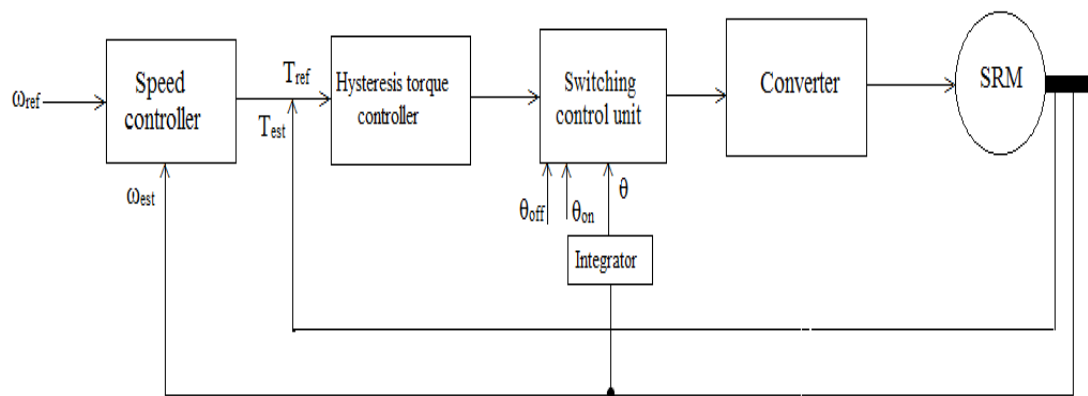 ωref
Speed
controller
Tref
Test
ωest
Hysteresis torque
controller
Switching
control unit
θoff
θon
θ
Integrator
Converter
SRM